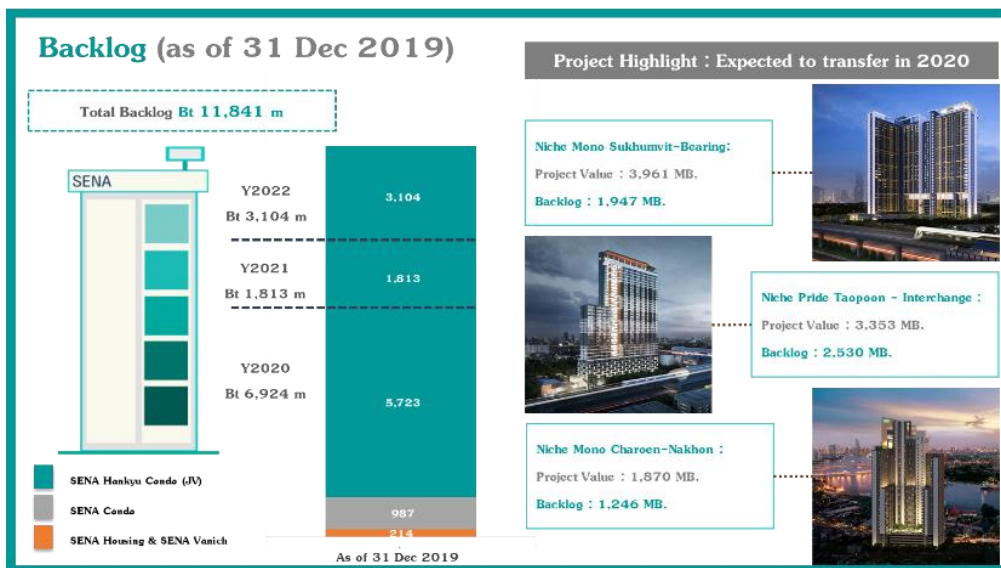 Backlog (as of 31 Dec 2019)
Total Backlog Bt 11,841 m
SENA
Y2022
Bt 3,104 m
Y2021
Bt 1,813 m
Y2020
Bt 6,924 m
3,104
1,813
5,723
987
214
As of 31 Dec 2019
SENA Hankyu Condo (JV)
SENA Condo
SENA Housing & SENA Vanich
Project Highlight : Expected to transfer in 2020
Niche Mono Sukhumvit-Bearing:
Project Value : 3,961 MB.
Backlog : 1,947 MB.
Niche Pride Taopoon - Interchange :
Project Value : 3,353 MB.
Backlog : 2,530 MB.
Niche Mono Charoen-Nakhon :
Project Value : 1,870 MB.
Backlog : 1,246 MB.